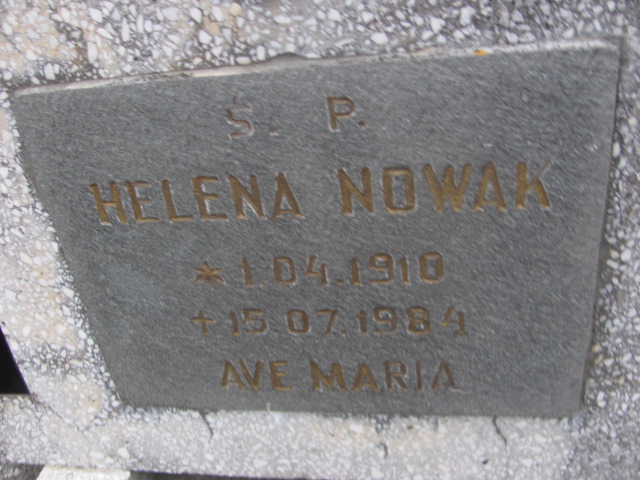 S. P.
HELENA NOWAK
* 1.04.1910
+ 15.07.1984
AVE MARIA